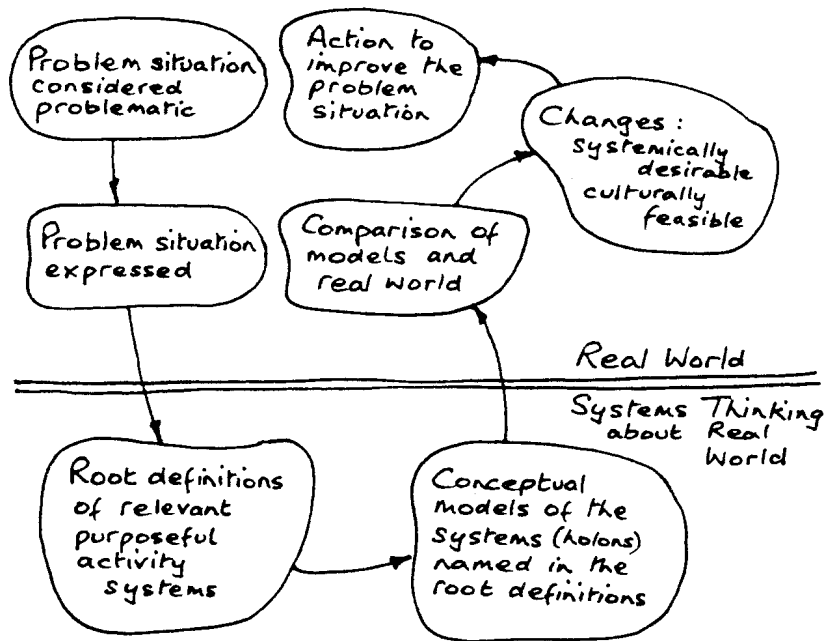 Problem situation
considered
problematic
Problem situation
expressed
Action to
improve the
problem
situation
Changes:
systemically
desirable
culturally
feasible
Comparison of
models and
real world
Real World
Systems Thinking
about Real
World
Root definitions
of relevant
purposeful
activity
systems
Conceptual
models of the
systems (holons)
named in the
root definitions